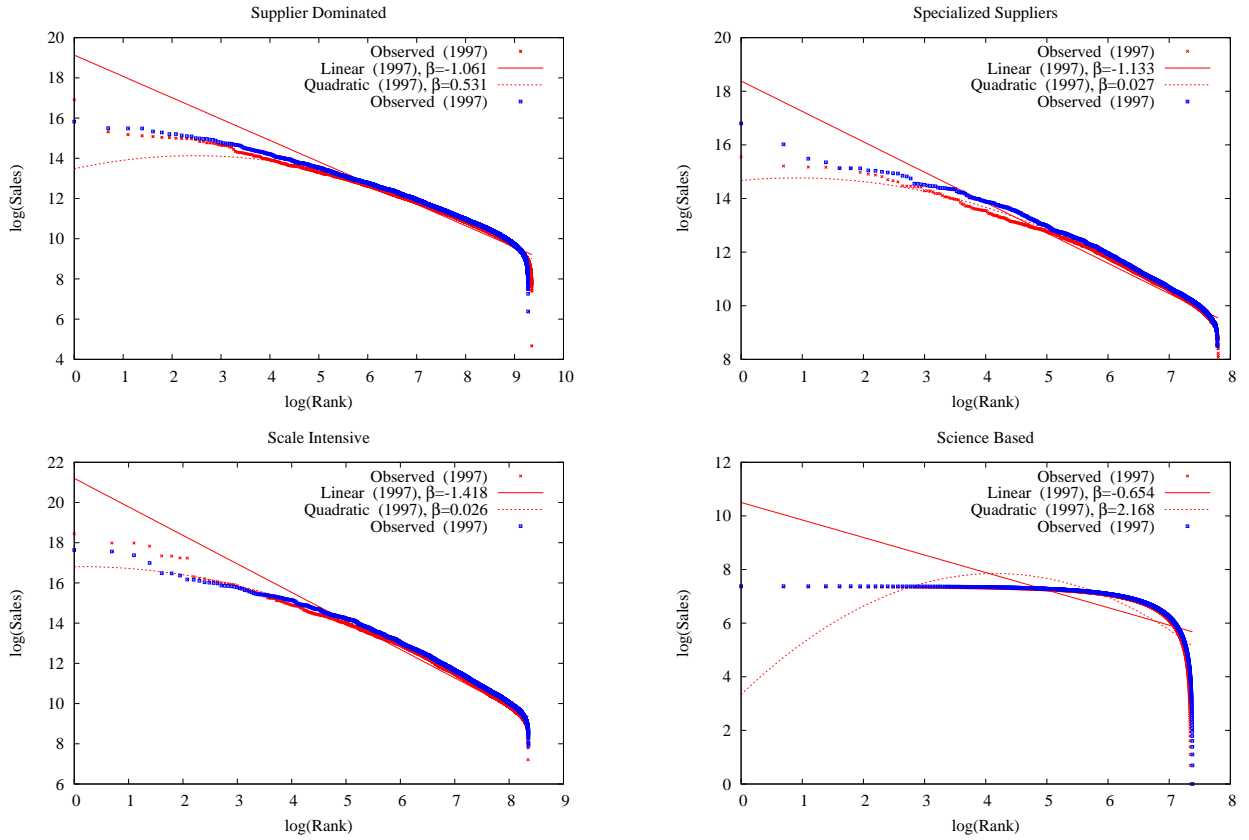 Supplier Dominated
20
18
16
14
12
10
8
6
4
0 1 2 3 4 5 6 7 8 9 10
log(Sales)
log(Rank)
Observed (1997)
Linear (1997), β=-1.061
Quadratic (1997), β=0.531
Observed (1997)
Specialized Suppliers
20
18
16
14
12
10
8
0 1 2 3 4 5 6 7 8
log(Sales)
log(Rank)
Observed (1997)
Linear (1997), β=-1.133
Quadratic (1997), β=0.027
Observed (1997)
Scale Intensive
22
20
18
16
14
12
10
8
6
0 1 2 3 4 5 6 7 8 9
log(Sales)
log(Rank)
Observed (1997)
Linear (1997), β=-1.418
Quadratic (1997), β=0.026
Observed (1997)
Science Based
12
10
8
6
4
2
0
0 1 2 3 4 5 6 7 8
log(Sales)
log(Rank)
Observed (1997)
Linear (1997), β=-0.654
Quadratic (1997), β=2.168
Observed (1997)